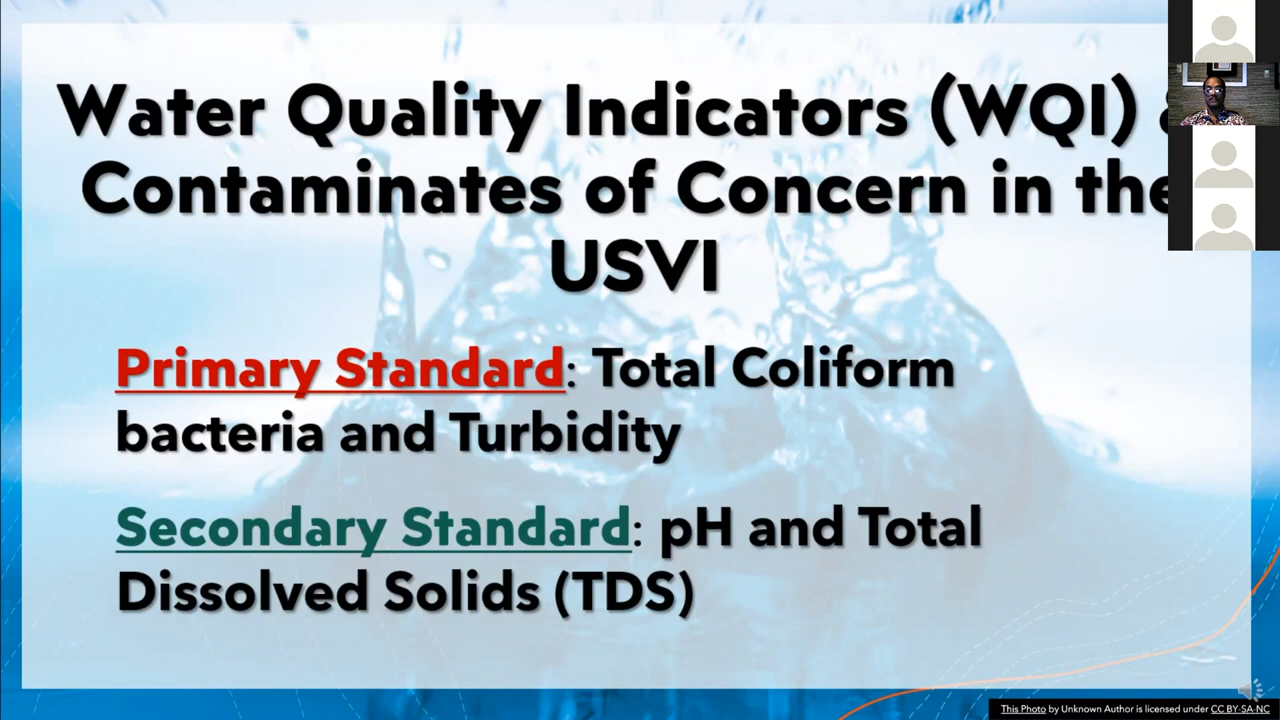 Water Quality Indicators (WQI) &
Contaminates of Concern in the
USVI
Primary Standard: Total Coliform
bacteria and Turbidity
Secondary Standard: pH and Total
Dissolved Solids (TDS)
This Photo by Unknown Author is licensed under CC BY-SA-NC